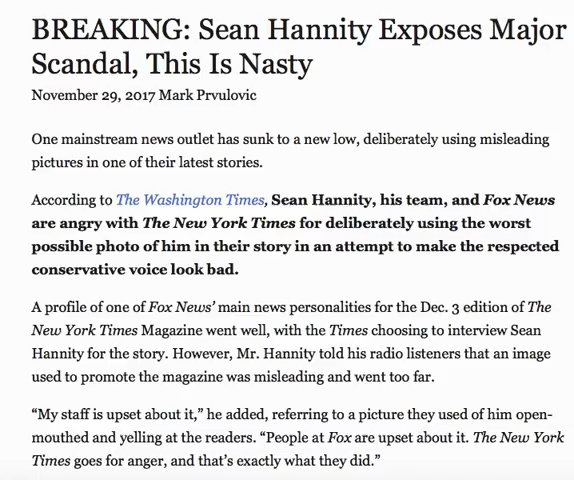 BREAKING: Sean Hannity Exposes Major
Scandal, This Is Nasty
November 29, 2017 Mark Prvulovic
One mainstream news outlet has sunk to a new low, deliberately using misleading
pictures in one of their latest stories.
According to The Washington Times, Sean Hannity, his team, and Fox News
are angry with The New York Times for deliberately using the worst
possible photo of him in their story in an attempt to make the respected
conservative voice look bad.
A profile of one of Fox News' main news personalities for the Dec. 3 edition of The
New York Times Magazine went well, with the Times choosing to interview Sean
Hannity for the story. However, Mr. Hannity told his radio listeners that an image
used to promote the magazine was misleading and went too far.
“My staff is upset about it,” he added, referring to a picture they used of him open-
mouthed and yelling at the readers. “People at Fox are upset about it. The New York
Times goes for anger, and that’s exactly what they did.”